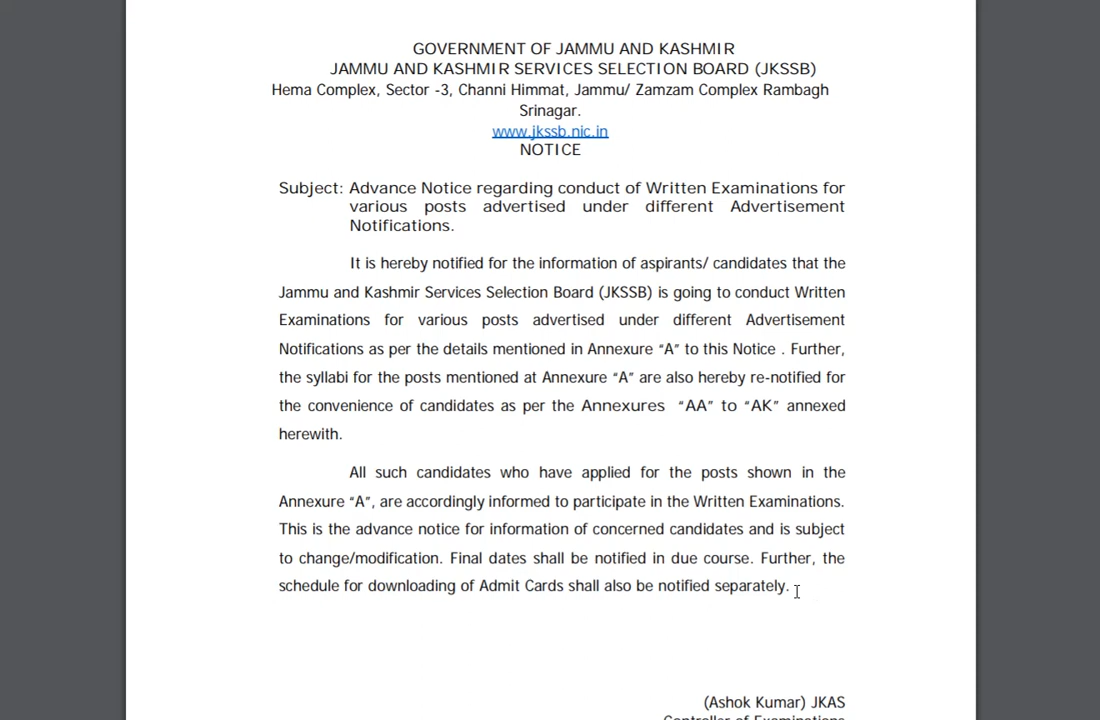 GOVERNMENT OF JAMMU AND KASHMIR
JAMMU AND KASHMIR SERVICES SELECTION BOARD (JKSSB)
Hema Complex, Sector -3, Channi Himmat, Jammu/ Zamzam Complex Rambagh
Srinagar.
www.jkssb.nic.in
NOTICE
Subject: Advance Notice regarding conduct of Written Examinations for
various posts advertised under different Advertisement
Notifications.
It is hereby notified for the information of aspirants/ candidates that the
Jammu and Kashmir Services Selection Board (JKSSB) is going to conduct Written
Examinations for various posts advertised under different Advertisement
Notifications as per the details mentioned in Annexure “A” to this Notice . Further,
the syllabi for the posts mentioned at Annexure “A” are also hereby re-notified for
the convenience of candidates as per the Annexures “AA” to “AK” annexed
herewith.
All such candidates who have applied for the posts shown in the
Annexure “A”, are accordingly informed to participate in the Written Examinations.
This is the advance notice for information of concerned candidates and is subject
to change/modification. Final dates shall be notified in due course. Further, the
schedule for downloading of Admit Cards shall also be notified separately.
(Ashok Kumar) JKAS
Controller of Examinations